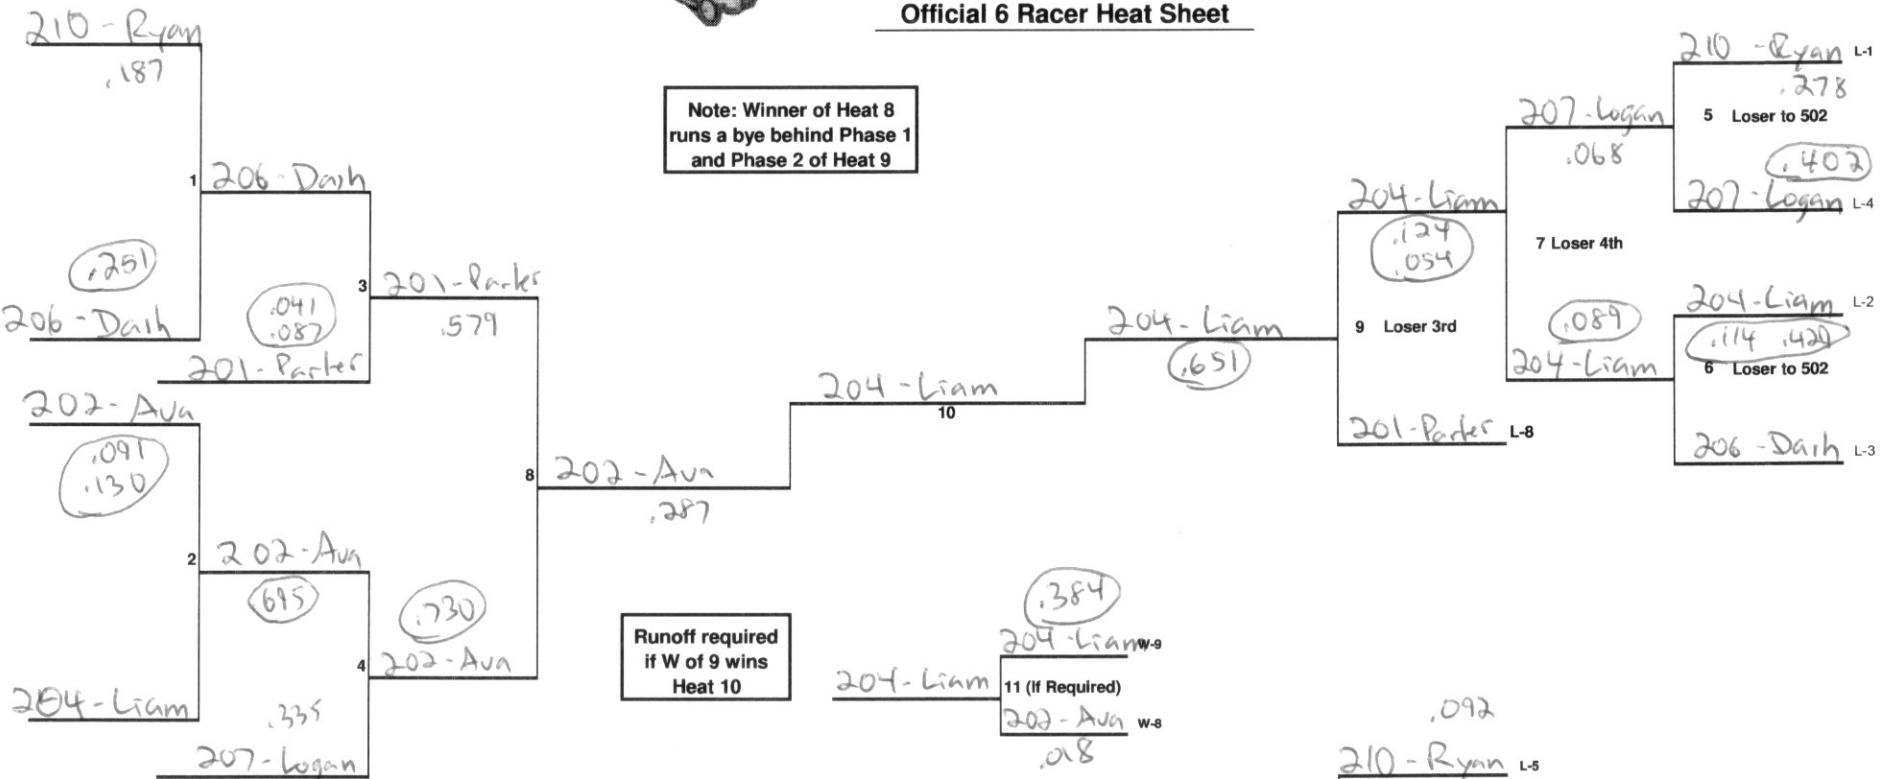 Official 6 Racer Heat Sheet
210 - Ryan
.187
1
206 - Dash
.251
206 - Dash
.041
.087
3
201 - Parker
.579
201 - Parker
202 - Ava
.091
.130
2
202 - Ava
.695
204 - Liam
.335
207 - Logan
4
.730
202 - Ava
8
202 - Ava
.287
Note: Winner of Heat 8
runs a bye behind Phase 1
and Phase 2 of Heat 9
204 - Liam
10
204 - Liam
.651
9 Loser 3rd
204 - Liam
.124
.054
201 - Parker L-8
207 - Logan
.068
7 Loser 4th
.089
204 - Liam
210 - Ryan L-1
.278
5 Loser to 502
.402
207 - Logan L-4
204 - Liam L-2
.114 .429
6 Loser to 502
206 - Dash L-3
Runoff required
if W of 9 wins
Heat 10
.384
204 - Liam W-9
204 - Liam
11 (If Required)
202 - Ava W-8
.018
.092
210 - Ryan L-5